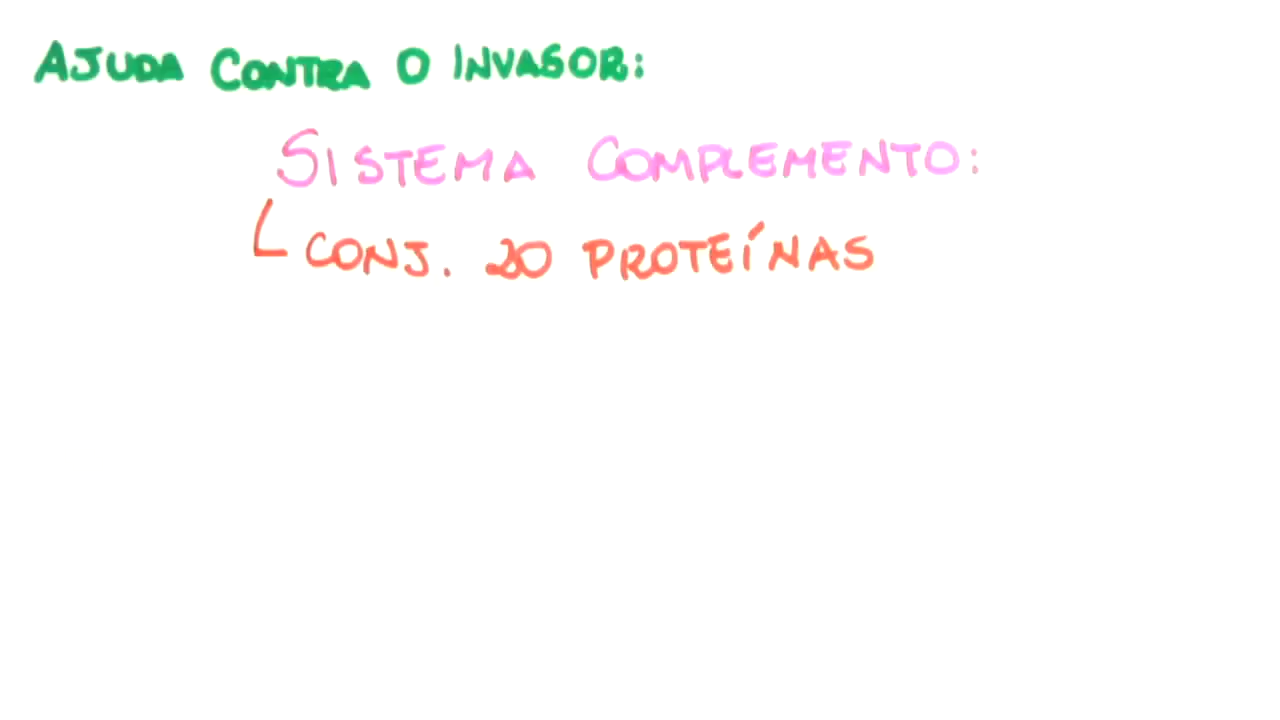 AJUDA CONTRA O INVASOR:
SISTEMA COMPLEMENTO:
CONJ. 20 PROTEÍNAS